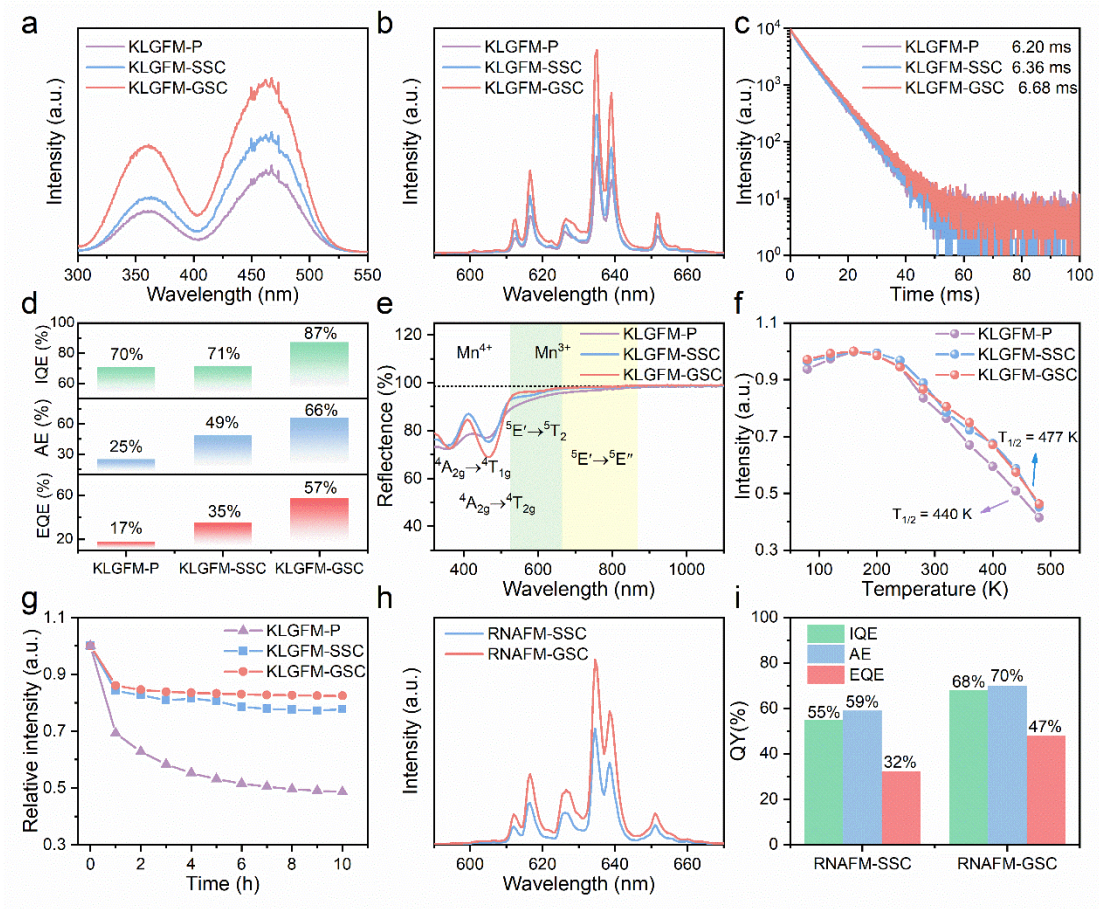 a
KLGFM-P
KLGFM-SSC
KLGFM-GSC
Intensity (a.u.)
300 350 400 450 500 550
Wavelength (nm)
b
KLGFM-P
KLGFM-SSC
KLGFM-GSC
Intensity (a.u.)
600 620 640 660
Wavelength (nm)
c
KLGFM-P 6.20 ms
KLGFM-SSC 6.36 ms
KLGFM-GSC 6.68 ms
Intensity (a.u.)
10⁴
10³
10²
10¹
10⁰
0 20 40 60 80 100
Time (ms)
d
IQE (%)
100
80
60
70% 71% 87%
AE (%)
60
30
25% 49% 66%
EQE (%)
60
20
17% 35% 57%
KLGFM-P KLGFM-SSC KLGFM-GSC
e
KLGFM-P
KLGFM-SSC
KLGFM-GSC
Mn⁴⁺ Mn³⁺
Reflectence (%)
120
100
80
60
40
⁵E′→⁵T₂
⁵E′→⁵E″
⁴A₂g→⁴T₁g
⁴A₂g→⁴T₂g
400 600 800 1000
Wavelength (nm)
f
KLGFM-P
KLGFM-SSC
KLGFM-GSC
Intensity (a.u.)
1.1
0.9
0.7
0.5
0.3
T₁/₂ = 477 K
T₁/₂ = 440 K
100 200 300 400 500
Temperature (K)
g
KLGFM-P
KLGFM-SSC
KLGFM-GSC
Relative intensity (a.u.)
1.1
0.9
0.7
0.5
0.3
0 2 4 6 8 10
Time (h)
h
RNAFM-SSC
RNAFM-GSC
Intensity (a.u.)
600 620 640 660
Wavelength (nm)
i
IQE
AE
EQE
QY(%)
100
80
60
40
20
0
55% 59% 32% 68% 70% 47%
RNAFM-SSC RNAFM-GSC